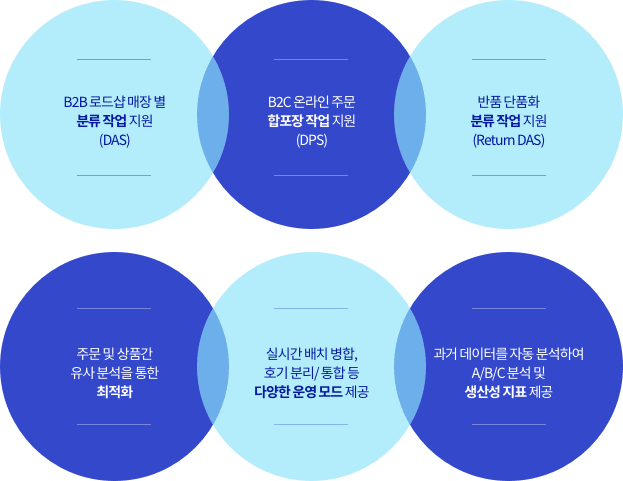 B2B 로드샵 매장 별
분류 작업 지원
(DAS)
B2C 온라인 주문
합포장 작업 지원
(DPS)
반품 단품화
분류 작업 지원
(Return DAS)
주문 및 상품간
유사 분석을 통한
최적화
실시간 배치 병합,
호기 분리/ 통합 등
다양한 운영 모드 제공
과거 데이터를 자동 분석하여
A/B/C 분석 및
생산성 지표 제공